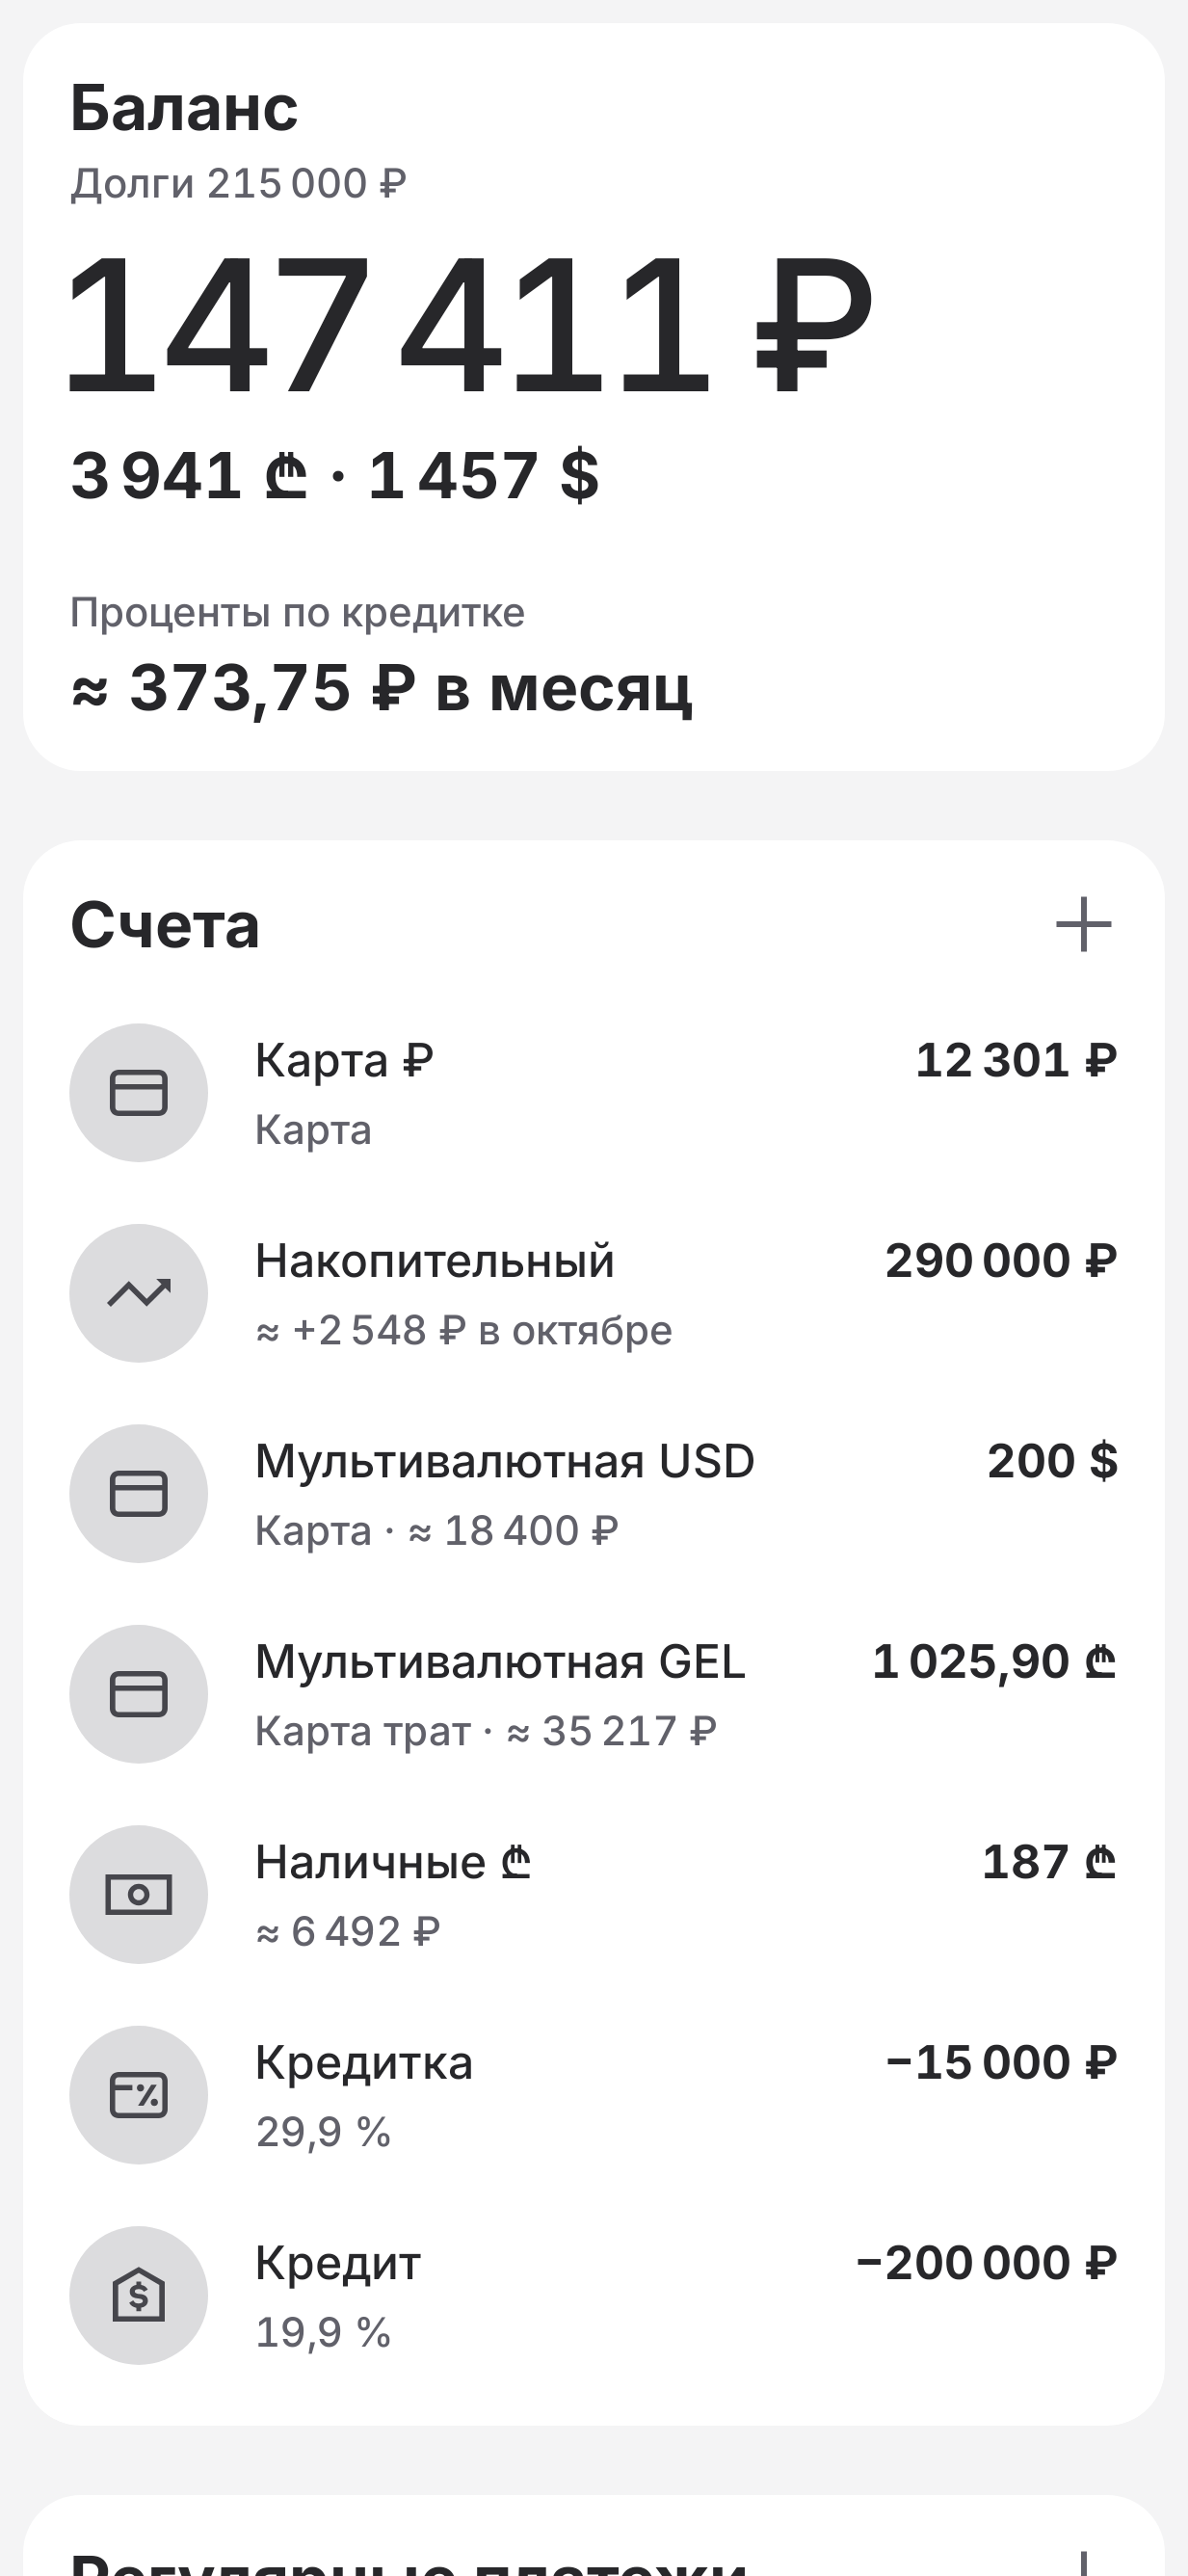 Баланс
Долги 215 000 ₽
147 411 ₽
3 941 ₾ · 1 457 $
Проценты по кредитке
≈ 373,75 ₽ в месяц
Счета
Карта ₽
12 301 ₽
Карта
Накопительный
290 000 ₽
≈ +2 548 ₽ в октябре
Мультивалютная USD
200 $
Карта · ≈ 18 400 ₽
Мультивалютная GEL
1 025,90 ₾
Карта трат · ≈ 35 217 ₽
Наличные ₾
187 ₾
≈ 6 492 ₽
Кредитка
−15 000 ₽
29,9 %
Кредит
−200 000 ₽
19,9 %
Регулярные платежи